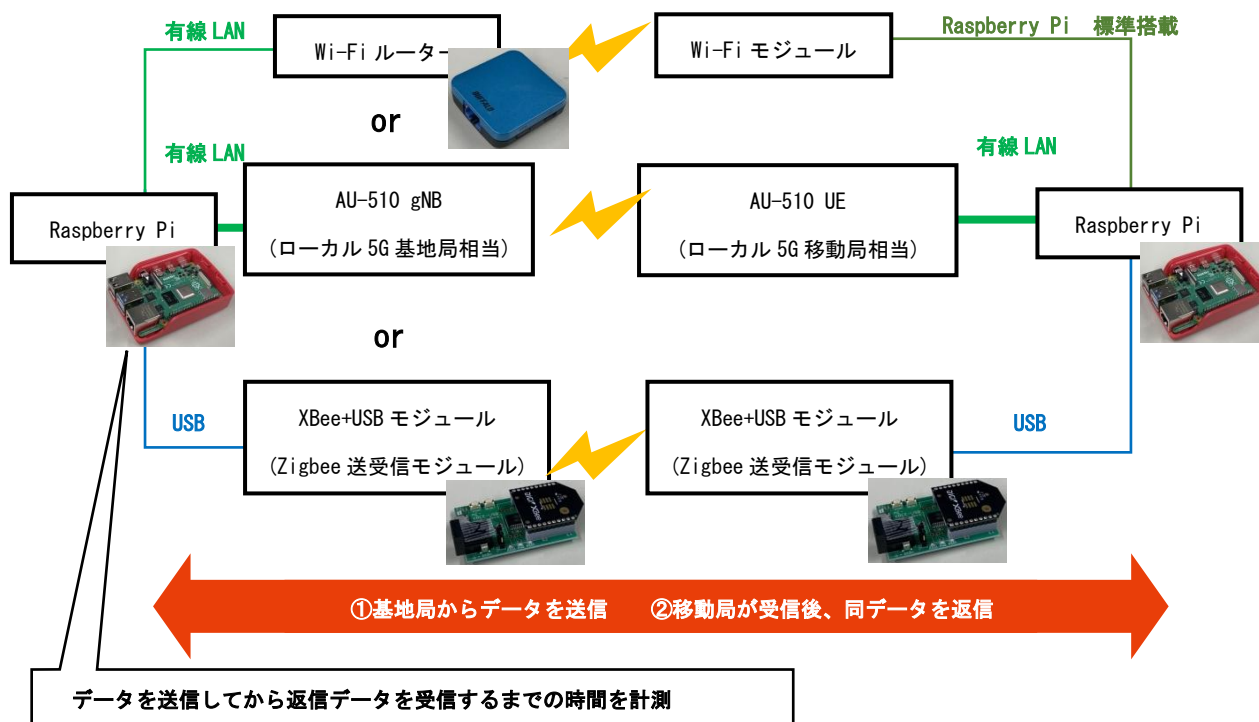 有線 LAN
Wi-Fi ルーター
Wi-Fi モジュール
Raspberry Pi 標準搭載
BUFFALO
or
有線 LAN
有線 LAN
Raspberry Pi
AU-510 gNB
(ローカル 5G 基地局相当)
AU-510 UE
(ローカル 5G 移動局相当)
Raspberry Pi
or
USB
XBee+USB モジュール
(Zigbee 送受信モジュール)
XBee+USB モジュール
(Zigbee 送受信モジュール)
USB
XBee
XBee
①基地局からデータを送信 ②移動局が受信後、同データを返信
データを送信してから返信データを受信するまでの時間を計測